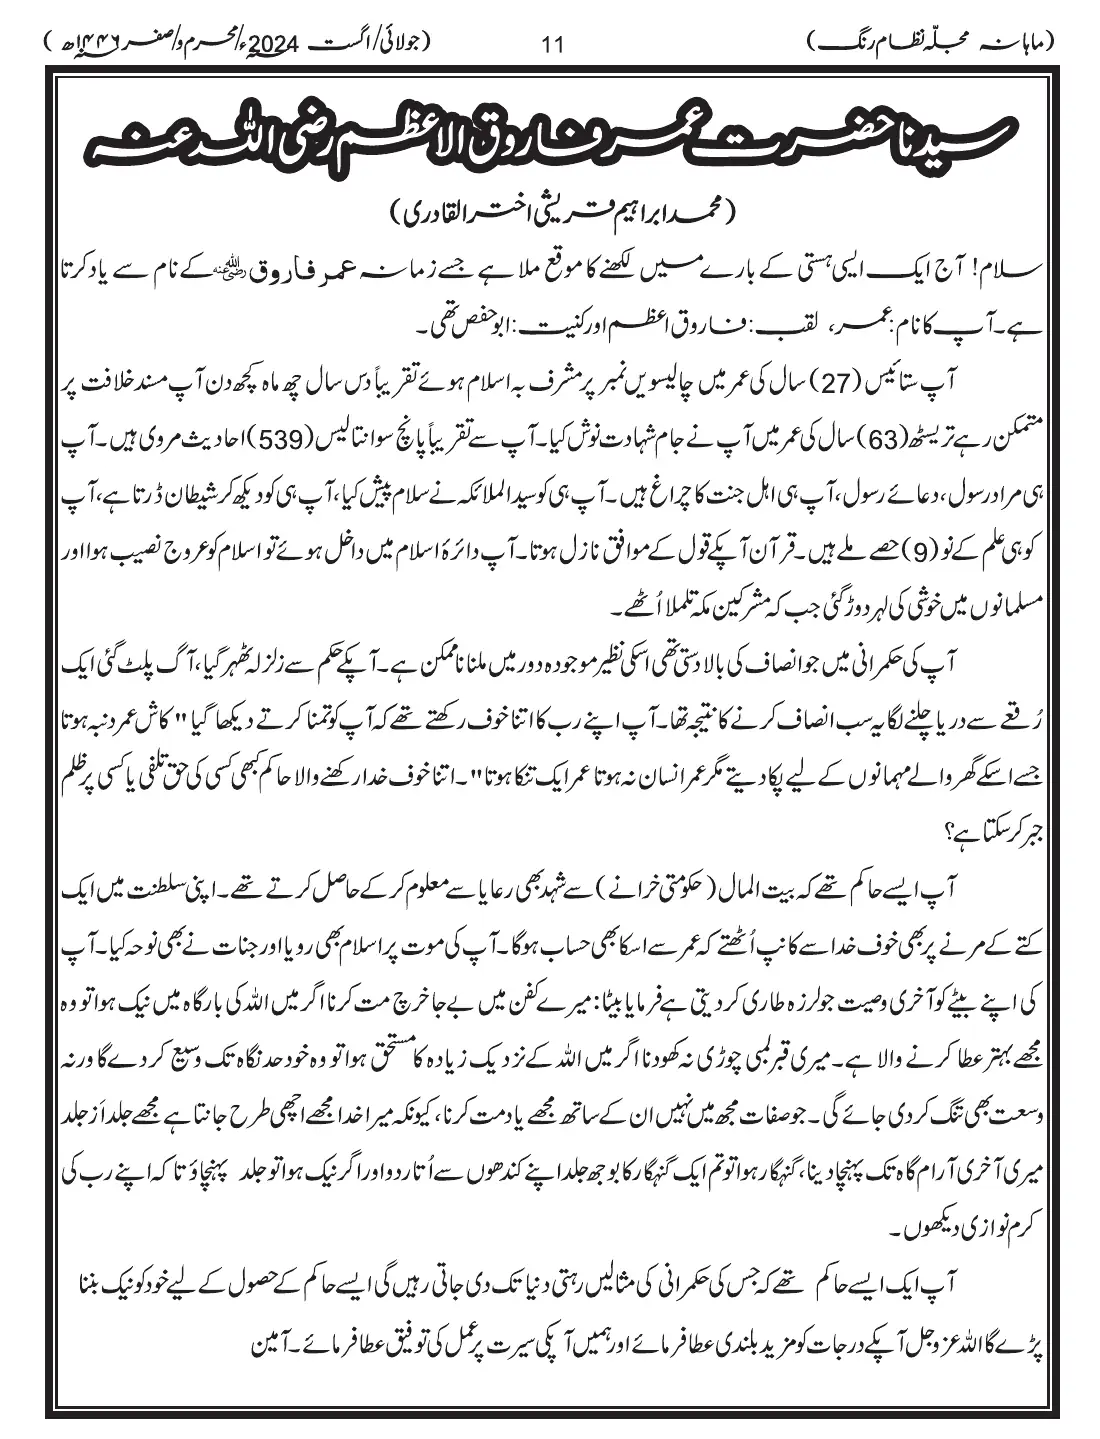 (ماہانہ مجلّہ نظام رنگ) 11 (جولائی/اگست 2024ء/محرم و/صفر ۱۴۴۶ھ)
سیدنا حضرت عمر فاروق الاعظم رضی اللہ عنہ
(محمد ابراہیم قریشی اختر القادری)
سلام! آج ایک ایسی ہستی کے بارے میں لکھنے کا موقع ملا ہے جسے زمانہ عمر فاروق رضی اللہ عنہ کے نام سے یاد کرتا
ہے۔ آپ کا نام: عمر، لقب: فاروق اعظم اور کنیت: ابو حفص تھی۔
آپ ستائیس (27) سال کی عمر میں چالیسویں نمبر پر مشرف بہ اسلام ہوئے تقریباً دس سال چھ ماہ کچھ دن آپ مسند خلافت پر
متمکن رہے تریسٹھ (63) سال کی عمر میں آپ نے جام شہادت نوش کیا۔ آپ سے تقریباً پانچ سو انتالیس (539) احادیث مروی ہیں۔ آپ
ہی مراد رسول، دعائے رسول، آپ ہی اہل جنت کا چراغ ہیں۔ آپ ہی کو سید الملائکہ نے سلام پیش کیا، آپ ہی کو دیکھ کر شیطان ڈرتا ہے، آپ
کو ہی علم کے نو (9) حصے ملے ہیں۔ قرآن آپکے قول کے موافق نازل ہوتا۔ آپ دائرۂ اسلام میں داخل ہوئے تو اسلام کو عروج نصیب ہوا اور
مسلمانوں میں خوشی کی لہر دوڑ گئی جب کہ مشرکین مکہ تلملا اُٹھے۔
آپ کی حکمرانی میں جو انصاف کی بالا دستی تھی اسکی نظیر موجودہ دور میں ملنا ناممکن ہے۔ آپکے حکم سے زلزلہ ٹھہر گیا، آگ پلٹ گئی ایک
رُقعے سے دریا چلنے لگا یہ سب انصاف کرنے کا نتیجہ تھا۔ آپ اپنے رب کا اتنا خوف رکھتے تھے کہ آپ کو تمنا کرتے دیکھا گیا "کاش عمر دنبہ ہوتا
جسے اسکے گھر والے مہمانوں کے لیے پکا دیتے مگر عمر انسان نہ ہوتا عمر ایک تنکا ہوتا"۔ اتنا خوف خدا رکھنے والا حاکم کبھی کسی کی حق تلفی یا کسی پر ظلم
جبر کر سکتا ہے؟
آپ ایسے حاکم تھے کہ بیت المال (حکومتی خزانے) سے شہد بھی رعایا سے معلوم کر کے حاصل کرتے تھے۔ اپنی سلطنت میں ایک
کتے کے مرنے پر بھی خوف خدا سے کانپ اُٹھتے کہ عمر سے اسکا بھی حساب ہوگا۔ آپ کی موت پر اسلام بھی رویا اور جنات نے بھی نوحہ کیا۔ آپ
کی اپنے بیٹے کو آخری وصیت جو لرزہ طاری کر دیتی ہے فرمایا بیٹا: میرے کفن میں بے جا خرچ مت کرنا اگر میں اللہ کی بارگاہ میں نیک ہوا تو وہ
مجھے بہتر عطا کرنے والا ہے۔ میری قبر لمبی چوڑی نہ کھودنا اگر میں اللہ کے نزدیک زیادہ کا مستحق ہوا تو وہ خود حد نگاہ تک وسیع کر دے گا ورنہ
وسعت بھی تنگ کر دی جائے گی۔ جو صفات مجھ میں نہیں ان کے ساتھ مجھے یاد مت کرنا، کیونکہ میرا خدا مجھے اچھی طرح جانتا ہے مجھے جلد از جلد
میری آخری آرام گاہ تک پہنچا دینا، گنہگار ہوا تو تم ایک گنہگار کا بوجھ جلد اپنے کندھوں سے اُتار دو اور اگر نیک ہوا تو جلد پہنچاؤ تا کہ اپنے رب کی
کرم نوازی دیکھوں۔
آپ ایک ایسے حاکم تھے کہ جس کی حکمرانی کی مثالیں رہتی دنیا تک دی جاتی رہیں گی ایسے حاکم کے حصول کے لیے خود کو نیک بننا
پڑے گا اللہ عزوجل آپکے درجات کو مزید بلندی عطا فرمائے اور ہمیں آپکی سیرت پر عمل کی توفیق عطا فرمائے۔ آمین